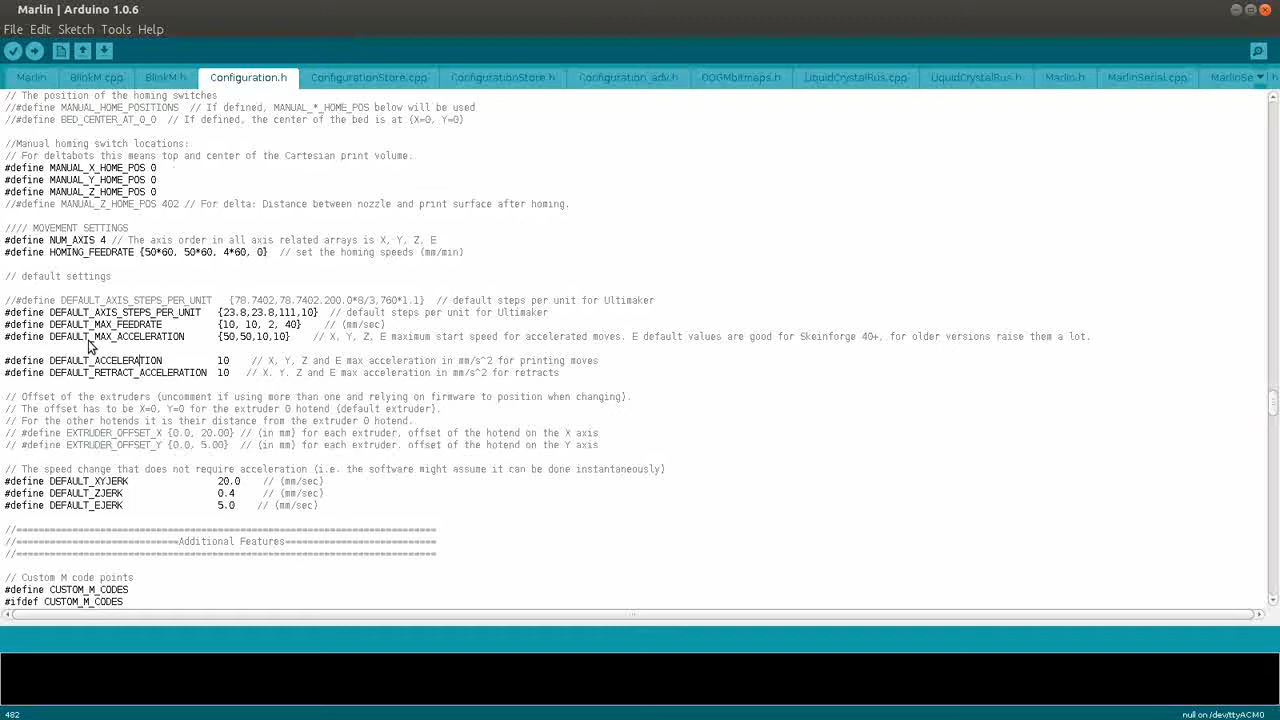 Marlin | Arduino 1.0.6
File Edit Sketch Tools Help
Marlin BlinkM.cpp BlinkM.h Configuration.h ConfigurationStore.cpp ConfigurationStore.h Configuration_adv.h DOGMbitmaps.h LiquidCrystalRus.cpp LiquidCrystalRus.h Marlin.h MarlinSerial.cpp MarlinSe h
// The position of the homing switches
//#define MANUAL_HOME_POSITIONS // If defined, MANUAL_*_HOME_POS below will be used
//#define BED_CENTER_AT_0_0 // If defined, the center of the bed is at (X=0, Y=0)
//Manual homing switch locations:
// For deltabots this means top and center of the Cartesian print volume.
#define MANUAL_X_HOME_POS 0
#define MANUAL_Y_HOME_POS 0
#define MANUAL_Z_HOME_POS 0
//#define MANUAL_Z_HOME_POS 402 // For delta: Distance between nozzle and print surface after homing.
//// MOVEMENT SETTINGS
#define NUM_AXIS 4 // The axis order in all axis related arrays is X, Y, Z, E
#define HOMING_FEEDRATE {50*60, 50*60, 4*60, 0} // set the homing speeds (mm/min)
// default settings
//#define DEFAULT_AXIS_STEPS_PER_UNIT {78.7402,78.7402,200.0*8/3,760*1.1} // default steps per unit for Ultimaker
#define DEFAULT_AXIS_STEPS_PER_UNIT {23.8,23.8,111,10} // default steps per unit for Ultimaker
#define DEFAULT_MAX_FEEDRATE {10, 10, 2, 40} // (mm/sec)
#define DEFAULT_MAX_ACCELERATION {50,50,10,10} // X, Y, Z, E maximum start speed for accelerated moves. E default values are good for Skeinforge 40+, for older versions raise them a lot.
#define DEFAULT_ACCELERATION 10 // X, Y, Z and E max acceleration in mm/s^2 for printing moves
#define DEFAULT_RETRACT_ACCELERATION 10 // X, Y, Z and E max acceleration in mm/s^2 for retracts
// Offset of the extruders (uncomment if using more than one and relying on firmware to position when changing).
// The offset has to be X=0, Y=0 for the extruder 0 hotend (default extruder).
// For the other hotends it is their distance from the extruder 0 hotend.
// #define EXTRUDER_OFFSET_X {0.0, 20.00} // (in mm) for each extruder, offset of the hotend on the X axis
// #define EXTRUDER_OFFSET_Y {0.0, 5.00} // (in mm) for each extruder, offset of the hotend on the Y axis
// The speed change that does not require acceleration (i.e. the software might assume it can be done instantaneously)
#define DEFAULT_XYJERK 20.0 // (mm/sec)
#define DEFAULT_ZJERK 0.4 // (mm/sec)
#define DEFAULT_EJERK 5.0 // (mm/sec)
//===========================================================================
//=============================Additional Features===========================
//===========================================================================
// Custom M code points
#define CUSTOM_M_CODES
#ifdef CUSTOM_M_CODES
482
null on /dev/ttyACM0